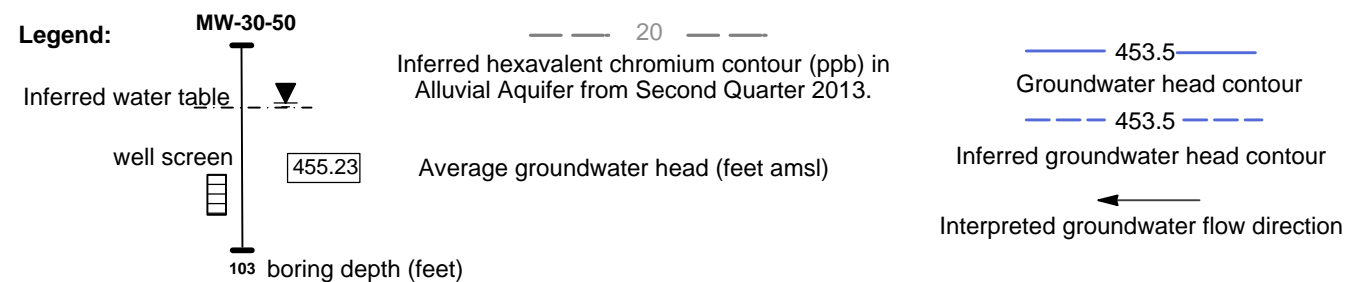 Legend:
MW-30-50
Inferred water table
well screen
455.23
Average groundwater head (feet amsl)
103 boring depth (feet)
20
Inferred hexavalent chromium contour (ppb) in
Alluvial Aquifer from Second Quarter 2013.
453.5
Groundwater head contour
453.5
Inferred groundwater head contour
Interpreted groundwater flow direction